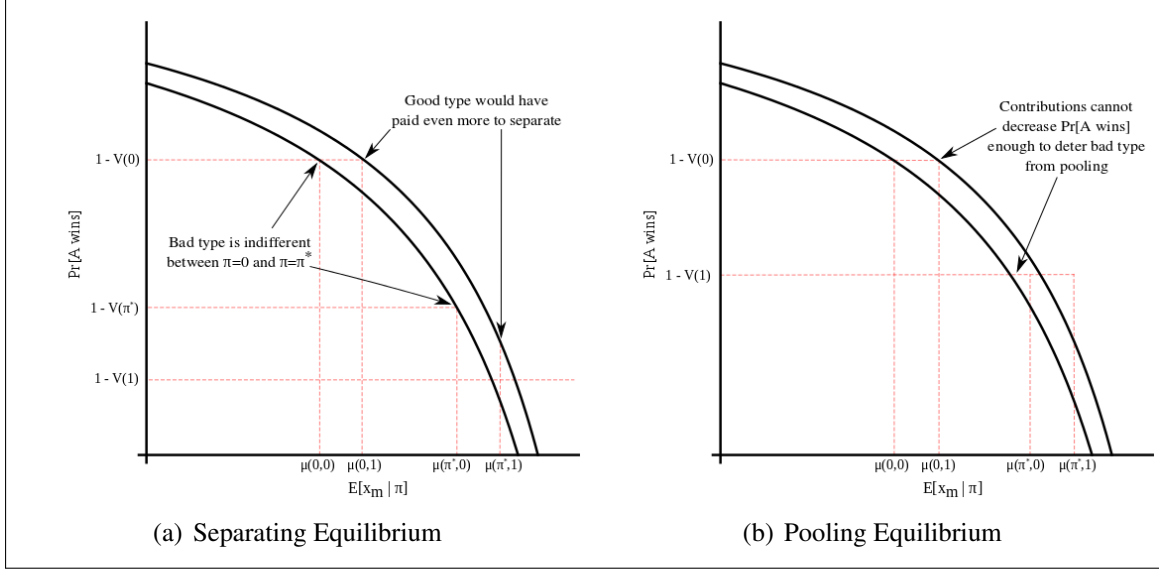 Good type would have
paid even more to separate
1 - V(0)
Bad type is indifferent
between π=0 and π=π*
Pr[A wins]
1 - V(π*)
1 - V(1)
μ(0,0)
μ(0,1)
μ(π*,0)
μ(π*,1)
E[xm | π]
(a) Separating Equilibrium
Contributions cannot
decrease Pr[A wins]
enough to deter bad type
from pooling
1 - V(0)
Pr[A wins]
1 - V(1)
μ(0,0)
μ(0,1)
μ(π*,0)
μ(π*,1)
E[xm | π]
(b) Pooling Equilibrium